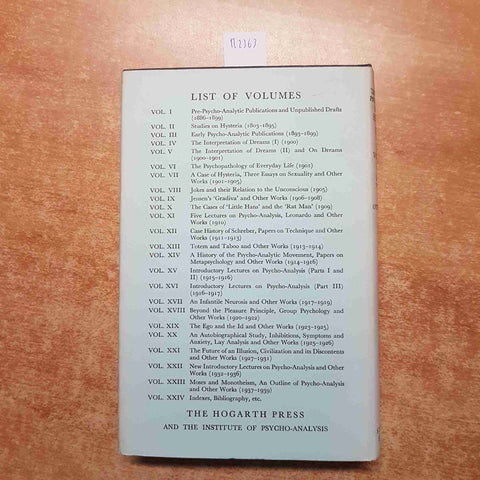 M2363
LIST OF VOLUMES
VOL. I Pre-Psycho-Analytic Publications and Unpublished Drafts
(1886-1899)
VOL. II Studies on Hysteria (1893-1895)
VOL. III Early Psycho-Analytic Publications (1893-1899)
VOL. IV The Interpretation of Dreams (I) (1900)
VOL. V The Interpretation of Dreams (II) and On Dreams
(1900-1901)
VOL. VI The Psychopathology of Everyday Life (1901)
VOL. VII A Case of Hysteria, Three Essays on Sexuality and Other
Works (1901-1905)
VOL. VIII Jokes and their Relation to the Unconscious (1905)
VOL. IX Jensen's 'Gradiva' and Other Works (1906-1908)
VOL. X The Cases of 'Little Hans' and the 'Rat Man' (1909)
VOL. XI Five Lectures on Psycho-Analysis, Leonardo and Other
Works (1910)
VOL. XII Case History of Schreber, Papers on Technique and Other
Works (1911-1913)
VOL. XIII Totem and Taboo and Other Works (1913-1914)
VOL. XIV A History of the Psycho-Analytic Movement, Papers on
Metapsychology and Other Works (1914-1916)
VOL. XV Introductory Lectures on Psycho-Analysis (Parts I and
II) (1915-1916)
VOL. XVI Introductory Lectures on Psycho-Analysis (Part III)
(1916-1917)
VOL. XVII An Infantile Neurosis and Other Works (1917-1919)
VOL. XVIII Beyond the Pleasure Principle, Group Psychology and
Other Works (1920-1922)
VOL. XIX The Ego and the Id and Other Works (1923-1925)
VOL. XX An Autobiographical Study, Inhibitions, Symptoms and
Anxiety, Lay Analysis and Other Works (1925-1926)
VOL. XXI The Future of an Illusion, Civilization and its Discontents
and Other Works (1927-1931)
VOL. XXII New Introductory Lectures on Psycho-Analysis and Other
Works (1932-1936)
VOL. XXIII Moses and Monotheism, An Outline of Psycho-Analysis
and Other Works (1937-1939)
VOL. XXIV Indexes, Bibliography, etc.
THE HOGARTH PRESS
AND THE INSTITUTE OF PSYCHO-ANALYSIS